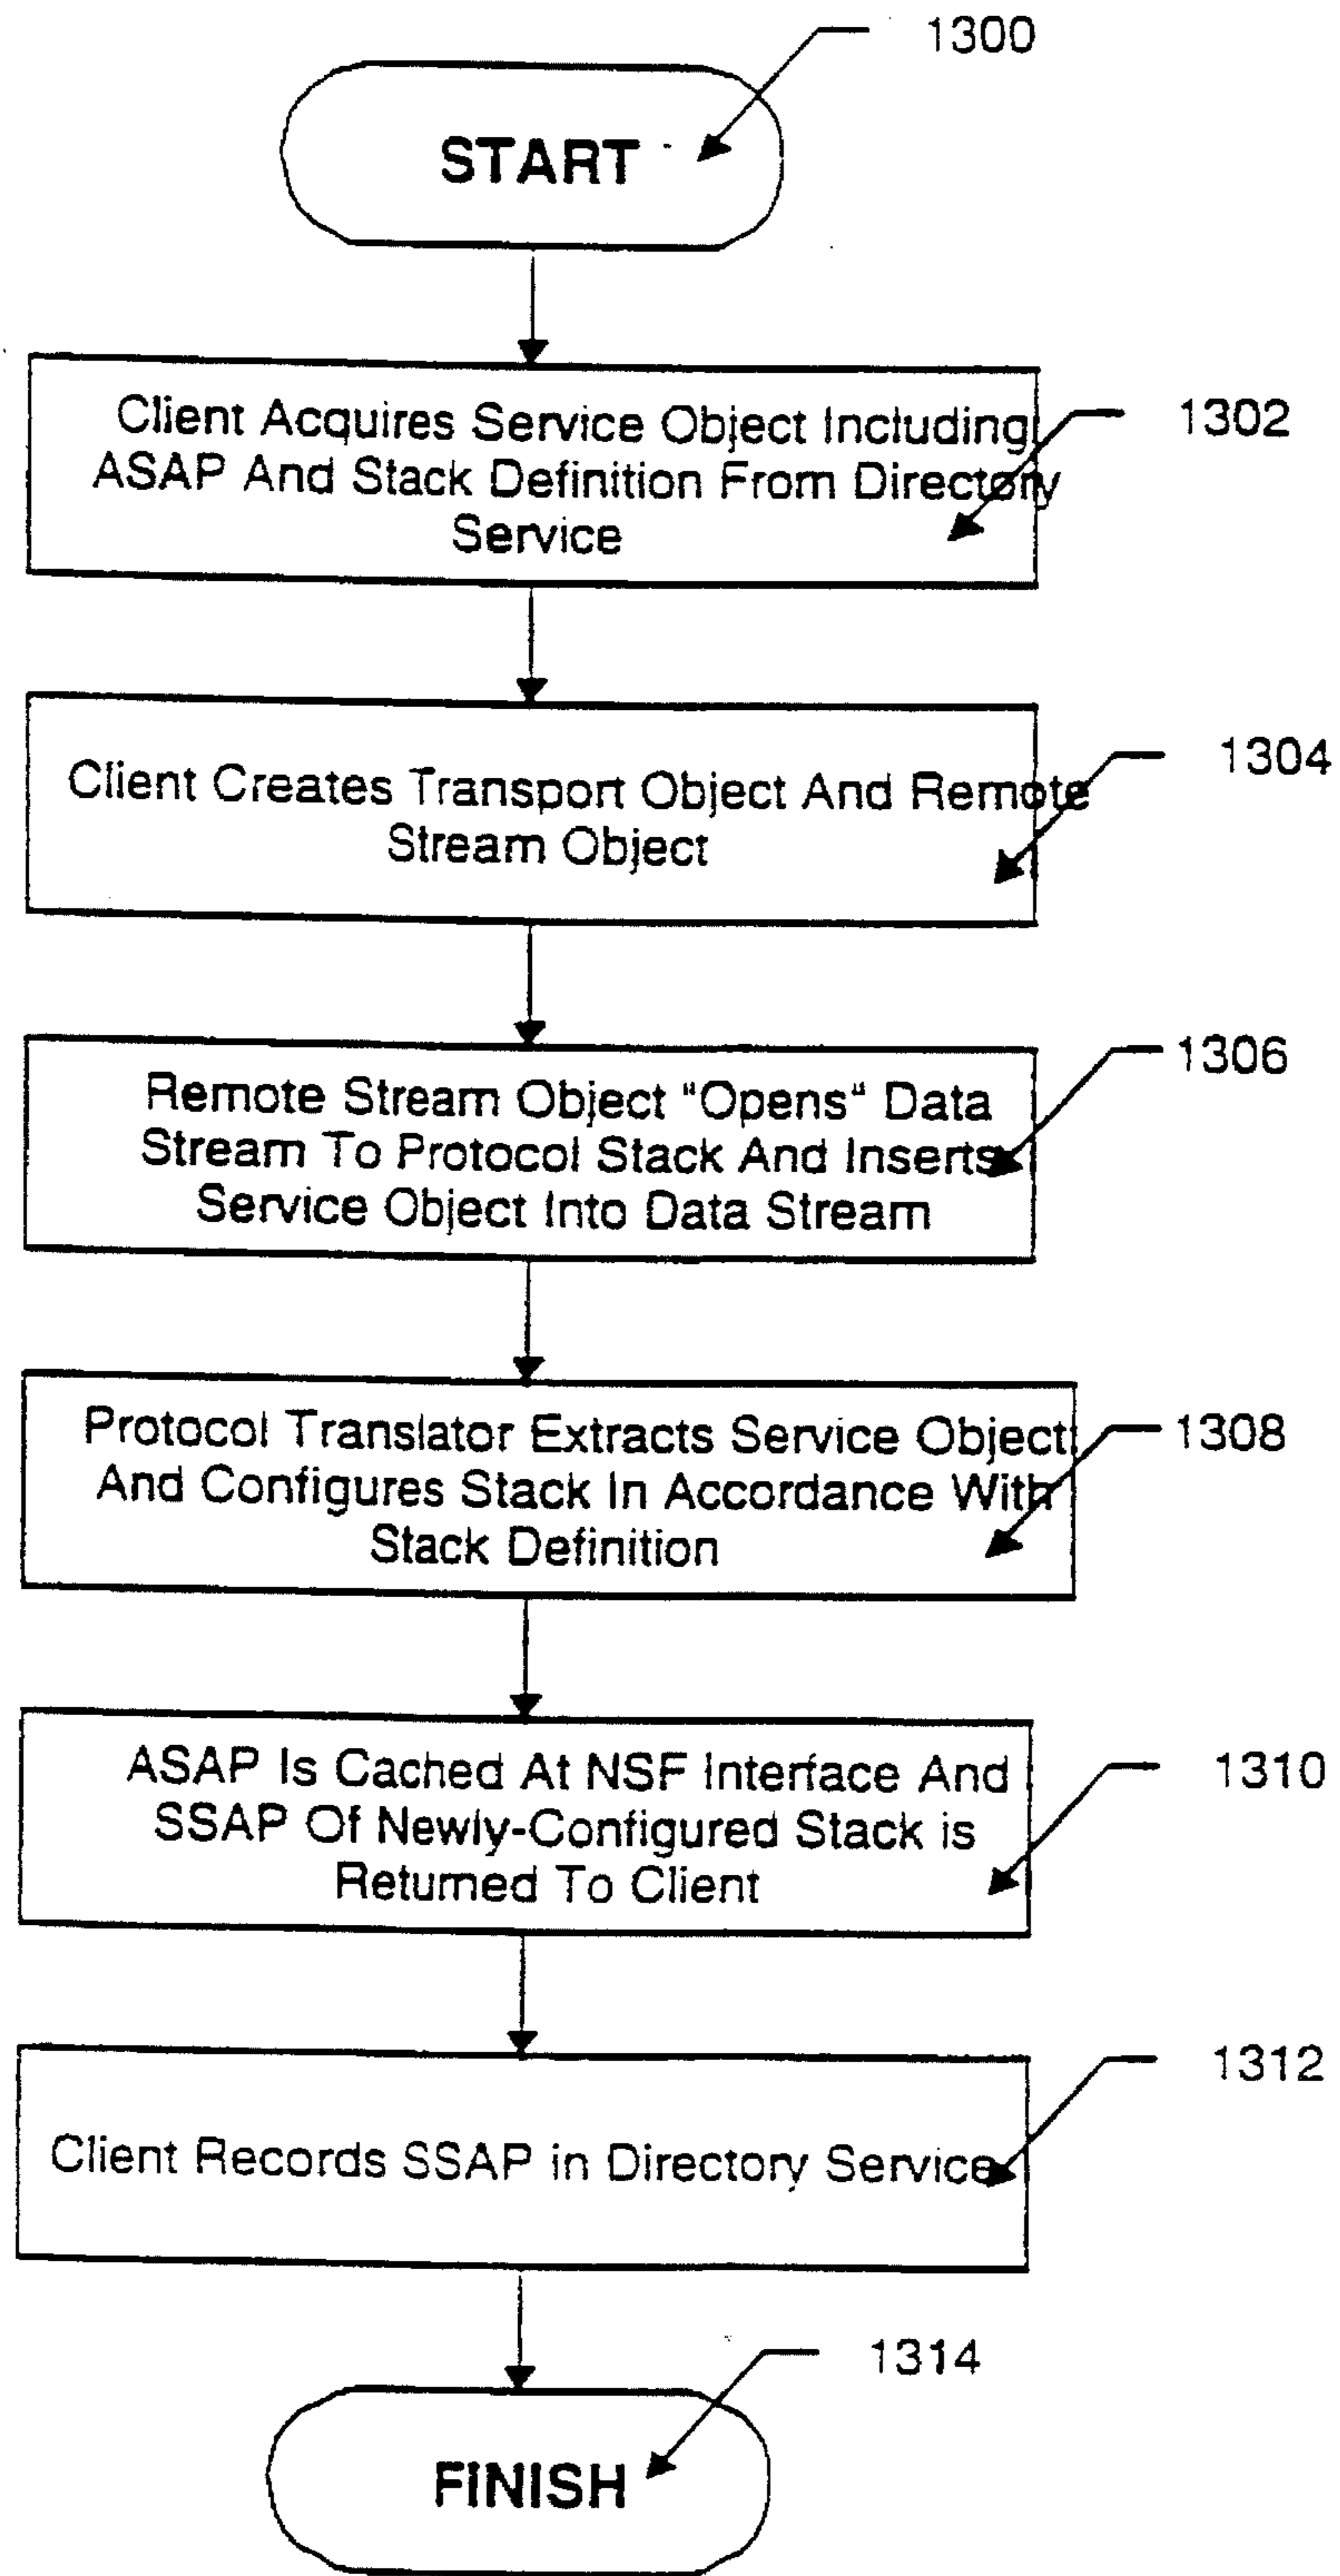 1300
START
Client Acquires Service Object Including
ASAP And Stack Definition From Directory
Service
1302
Client Creates Transport Object And Remote
Stream Object
1304
Remote Stream Object "Opens" Data
Stream To Protocol Stack And Inserts
Service Object Into Data Stream
1306
Protocol Translator Extracts Service Object
And Configures Stack In Accordance With
Stack Definition
1308
ASAP Is Cached At NSF Interface And
SSAP Of Newly-Configured Stack is
Returned To Client
1310
Client Records SSAP in Directory Service
1312
1314
FINISH